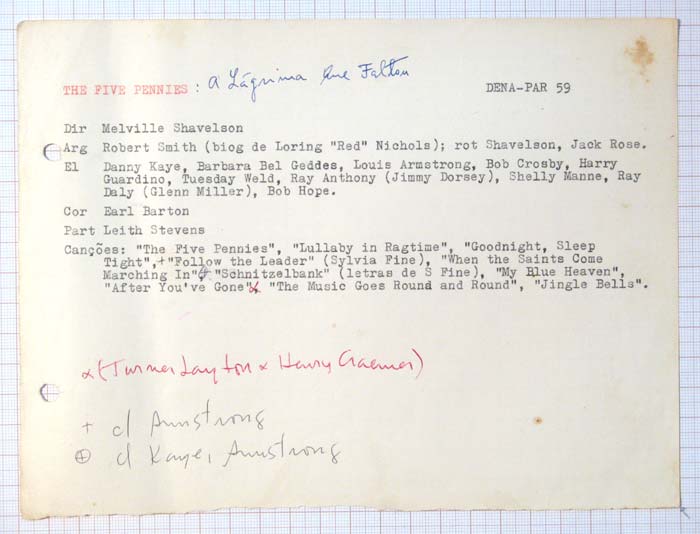 THE FIVE PENNIES : A Lágrima Que Faltou DENA-PAR 59
Dir Melville Shavelson
Arg Robert Smith (biog de Loring "Red" Nichols); rot Shavelson, Jack Rose.
El Danny Kaye, Barbara Bel Geddes, Louis Armstrong, Bob Crosby, Harry
Guardino, Tuesday Weld, Ray Anthony (Jimmy Dorsey), Shelly Manne, Ray
Daly (Glenn Miller), Bob Hope.
Cor Earl Barton
Part Leith Stevens
Canções: "The Five Pennies", "Lullaby in Ragtime", "Goodnight, Sleep
Tight",+"Follow the Leader" (Sylvia Fine), "When the Saints Come
Marching In"⊕ "Schnitzelbank" (letras de S Fine), "My Blue Heaven",
"After You've Gone"α "The Music Goes Round and Round", "Jingle Bells".
α (Turner Layton x Henry Craemer)
+ c/ Armstrong
⊕ c/ Kaye, Armstrong